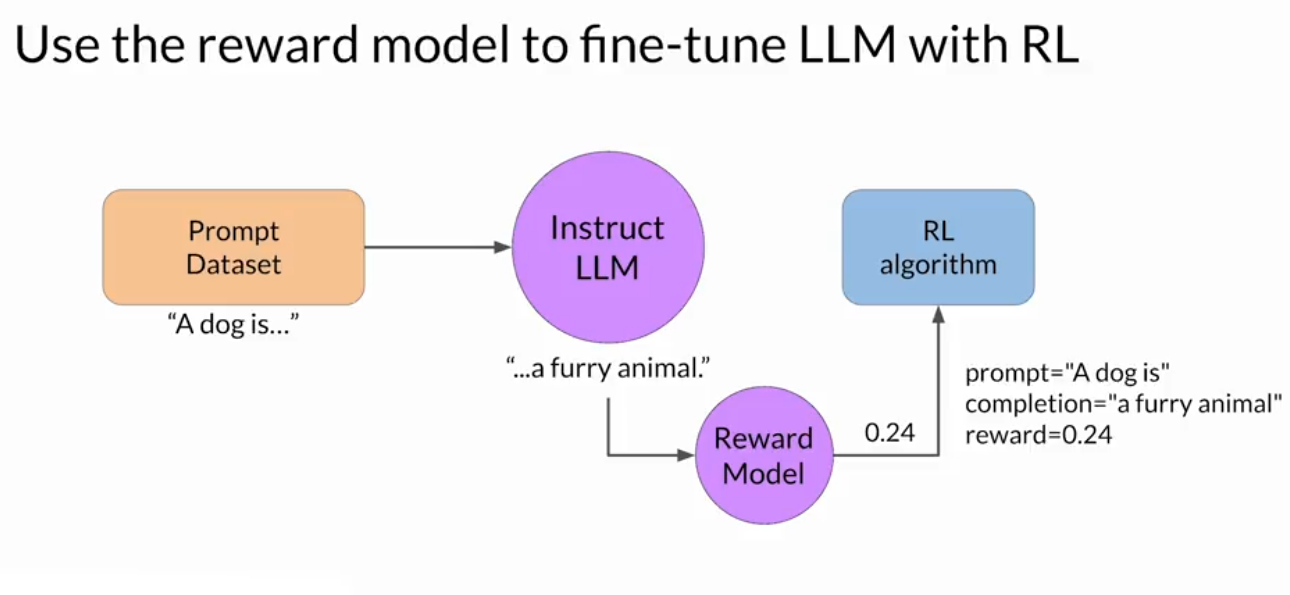 Use the reward model to fine-tune LLM with RL
Prompt
Dataset
“A dog is...”
Instruct
LLM
“...a furry animal.”
Reward
Model
0.24
RL
algorithm
prompt="A dog is"
completion="a furry animal"
reward=0.24